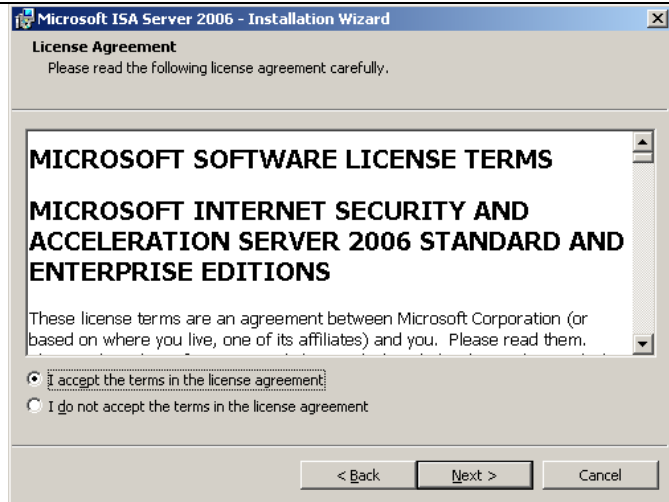 Microsoft ISA Server 2006 - Installation Wizard
License Agreement
Please read the following license agreement carefully.
MICROSOFT SOFTWARE LICENSE TERMS
MICROSOFT INTERNET SECURITY AND
ACCELERATION SERVER 2006 STANDARD AND
ENTERPRISE EDITIONS
These license terms are an agreement between Microsoft Corporation (or
based on where you live, one of its affiliates) and you. Please read them.
I accept the terms in the license agreement
I do not accept the terms in the license agreement
< Back
Next >
Cancel